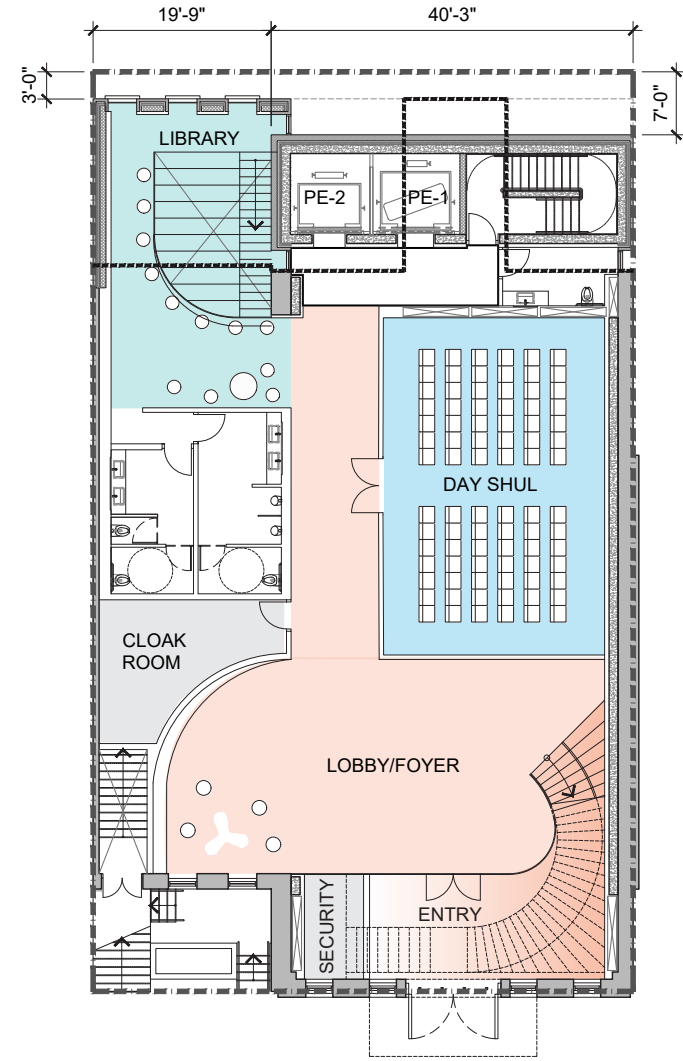 19'-9"
40'-3"
3'-0"
7'-0"
LIBRARY
PE-2
PE-1
DAY SHUL
CLOAK
ROOM
LOBBY/FOYER
SECURITY
ENTRY